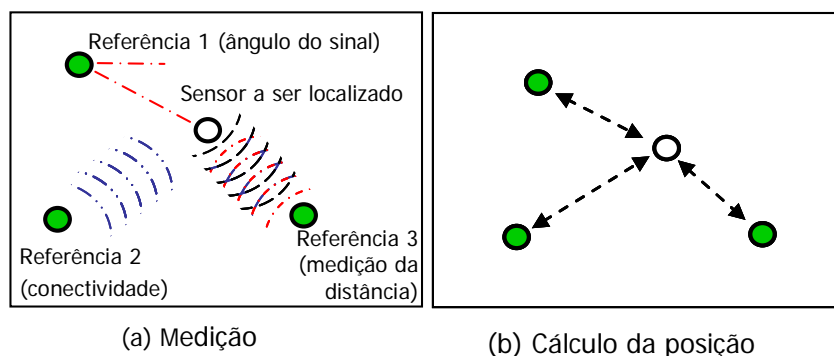 Referência 1 (ângulo do sinal)
Sensor a ser localizado
Referência 2
(conectividade)
Referência 3
(medição da
distância)
(a) Medição
(b) Cálculo da posição